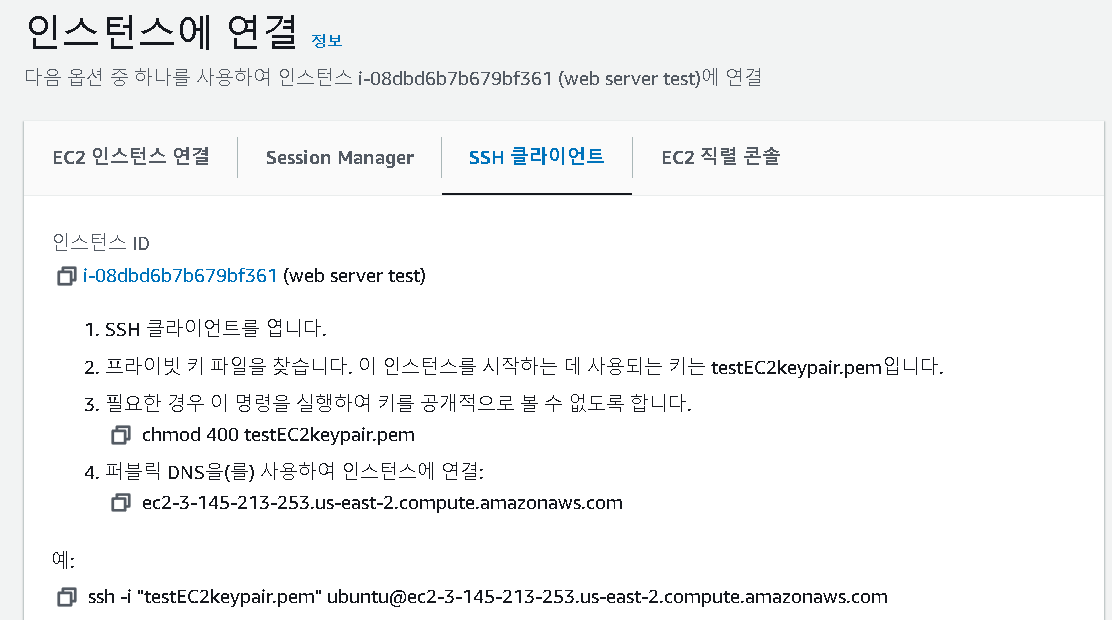 인스턴스에 연결 정보
다음 옵션 중 하나를 사용하여 인스턴스 i-08dbd6b7b679bf361 (web server test)에 연결
EC2 인스턴스 연결 Session Manager SSH 클라이언트 EC2 직렬 콘솔
인스턴스 ID
i-08dbd6b7b679bf361 (web server test)
1. SSH 클라이언트를 엽니다.
2. 프라이빗 키 파일을 찾습니다. 이 인스턴스를 시작하는 데 사용되는 키는 testEC2keypair.pem입니다.
3. 필요한 경우 이 명령을 실행하여 키를 공개적으로 볼 수 없도록 합니다.
chmod 400 testEC2keypair.pem
4. 퍼블릭 DNS을(를) 사용하여 인스턴스에 연결:
ec2-3-145-213-253.us-east-2.compute.amazonaws.com
예:
ssh -i "testEC2keypair.pem" ubuntu@ec2-3-145-213-253.us-east-2.compute.amazonaws.com